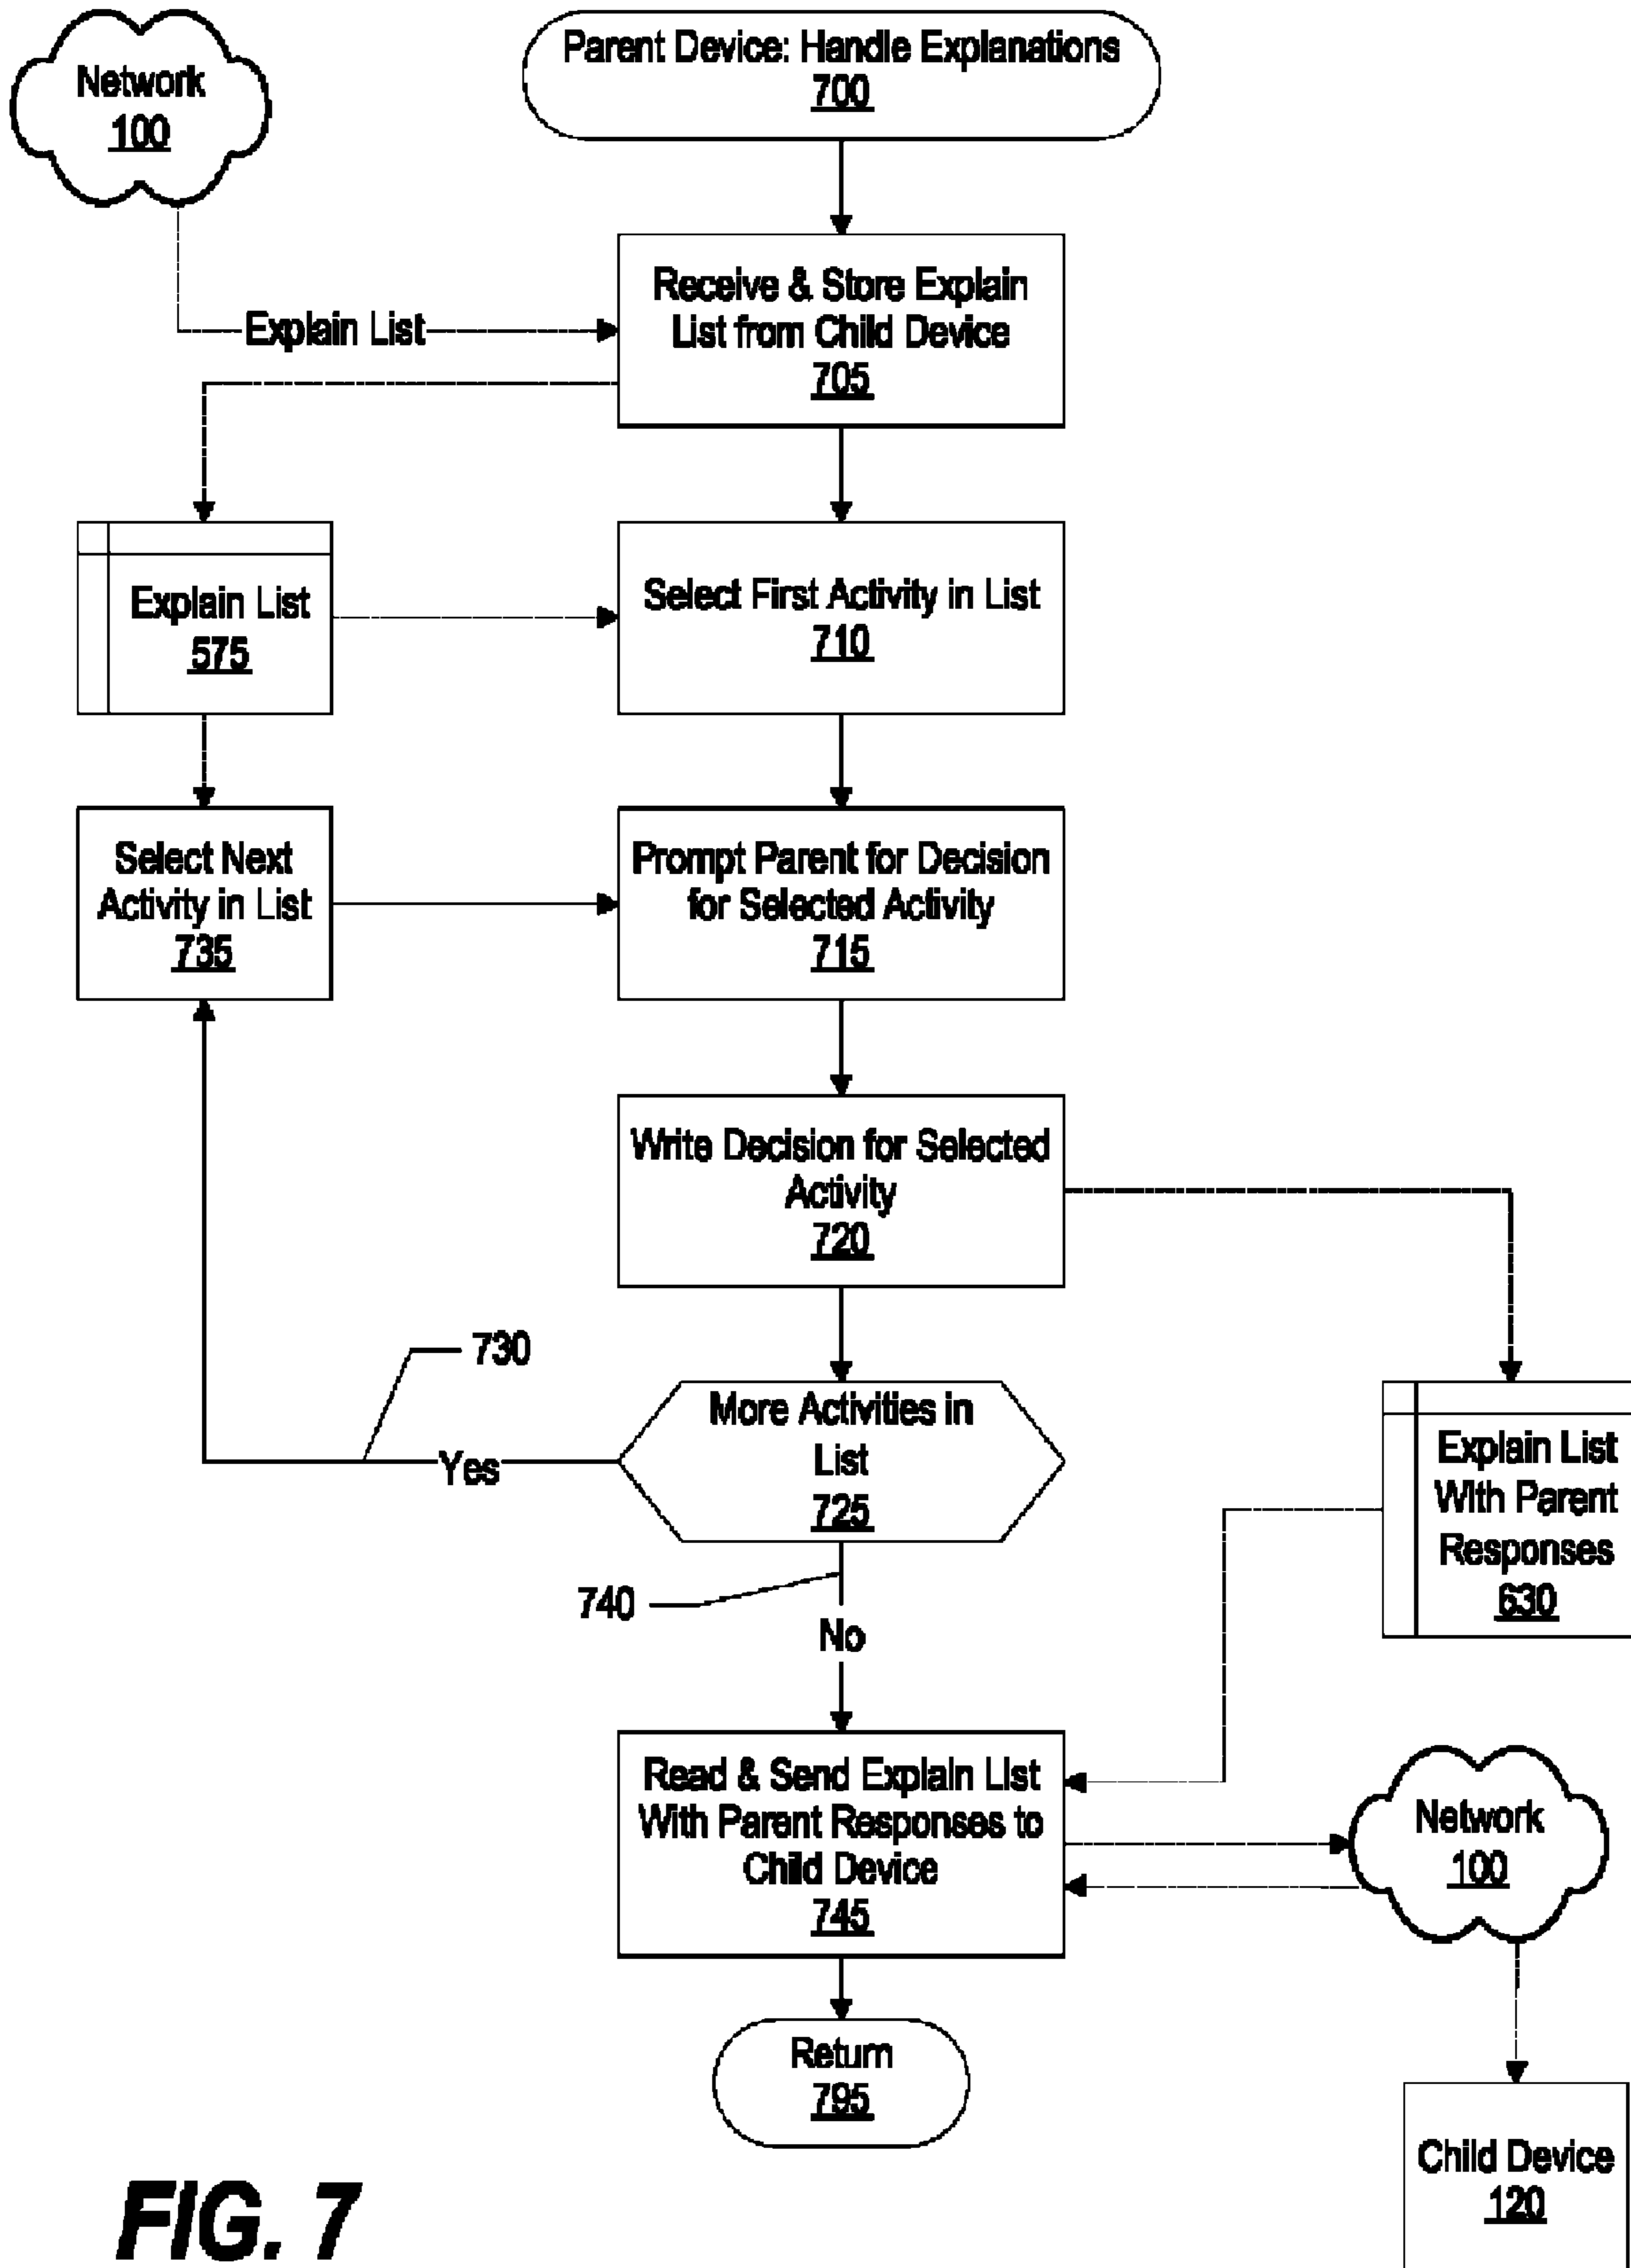 Network
100
Parent Device: Handle Explanations
700
Receive & Store Explain
List from Child Device
705
Explain List
Explain List
575
Select First Activity in List
710
Select Next
Activity in List
735
Prompt Parent for Decision
for Selected Activity
715
Write Decision for Selected
Activity
720
730
More Activities in
List
725
Yes
Explain List
With Parent
Responses
630
740
No
Read & Send Explain List
With Parent Responses to
Child Device
745
Network
100
Return
795
Child Device
120
FIG. 7